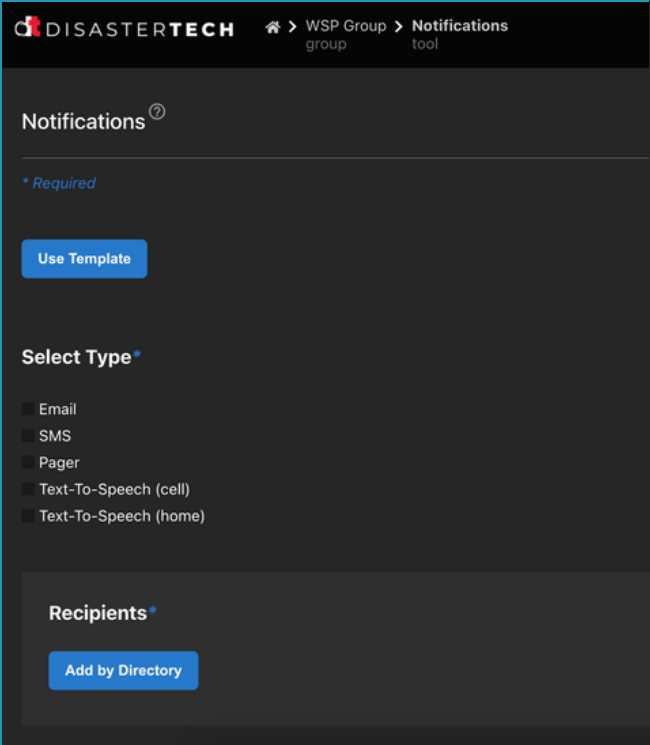 dt DISASTERTECH
WSP Group
group
Notifications
tool
Notifications ?
* Required
Use Template
Select Type*
Email
SMS
Pager
Text-To-Speech (cell)
Text-To-Speech (home)
Recipients*
Add by Directory